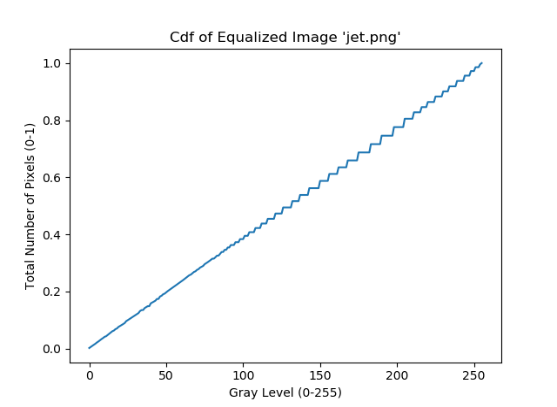 Cdf of Equalized Image 'jet.png'
1.0
0.8
0.6
0.4
0.2
0.0
Total Number of Pixels (0-1)
0 50 100 150 200 250
Gray Level (0-255)